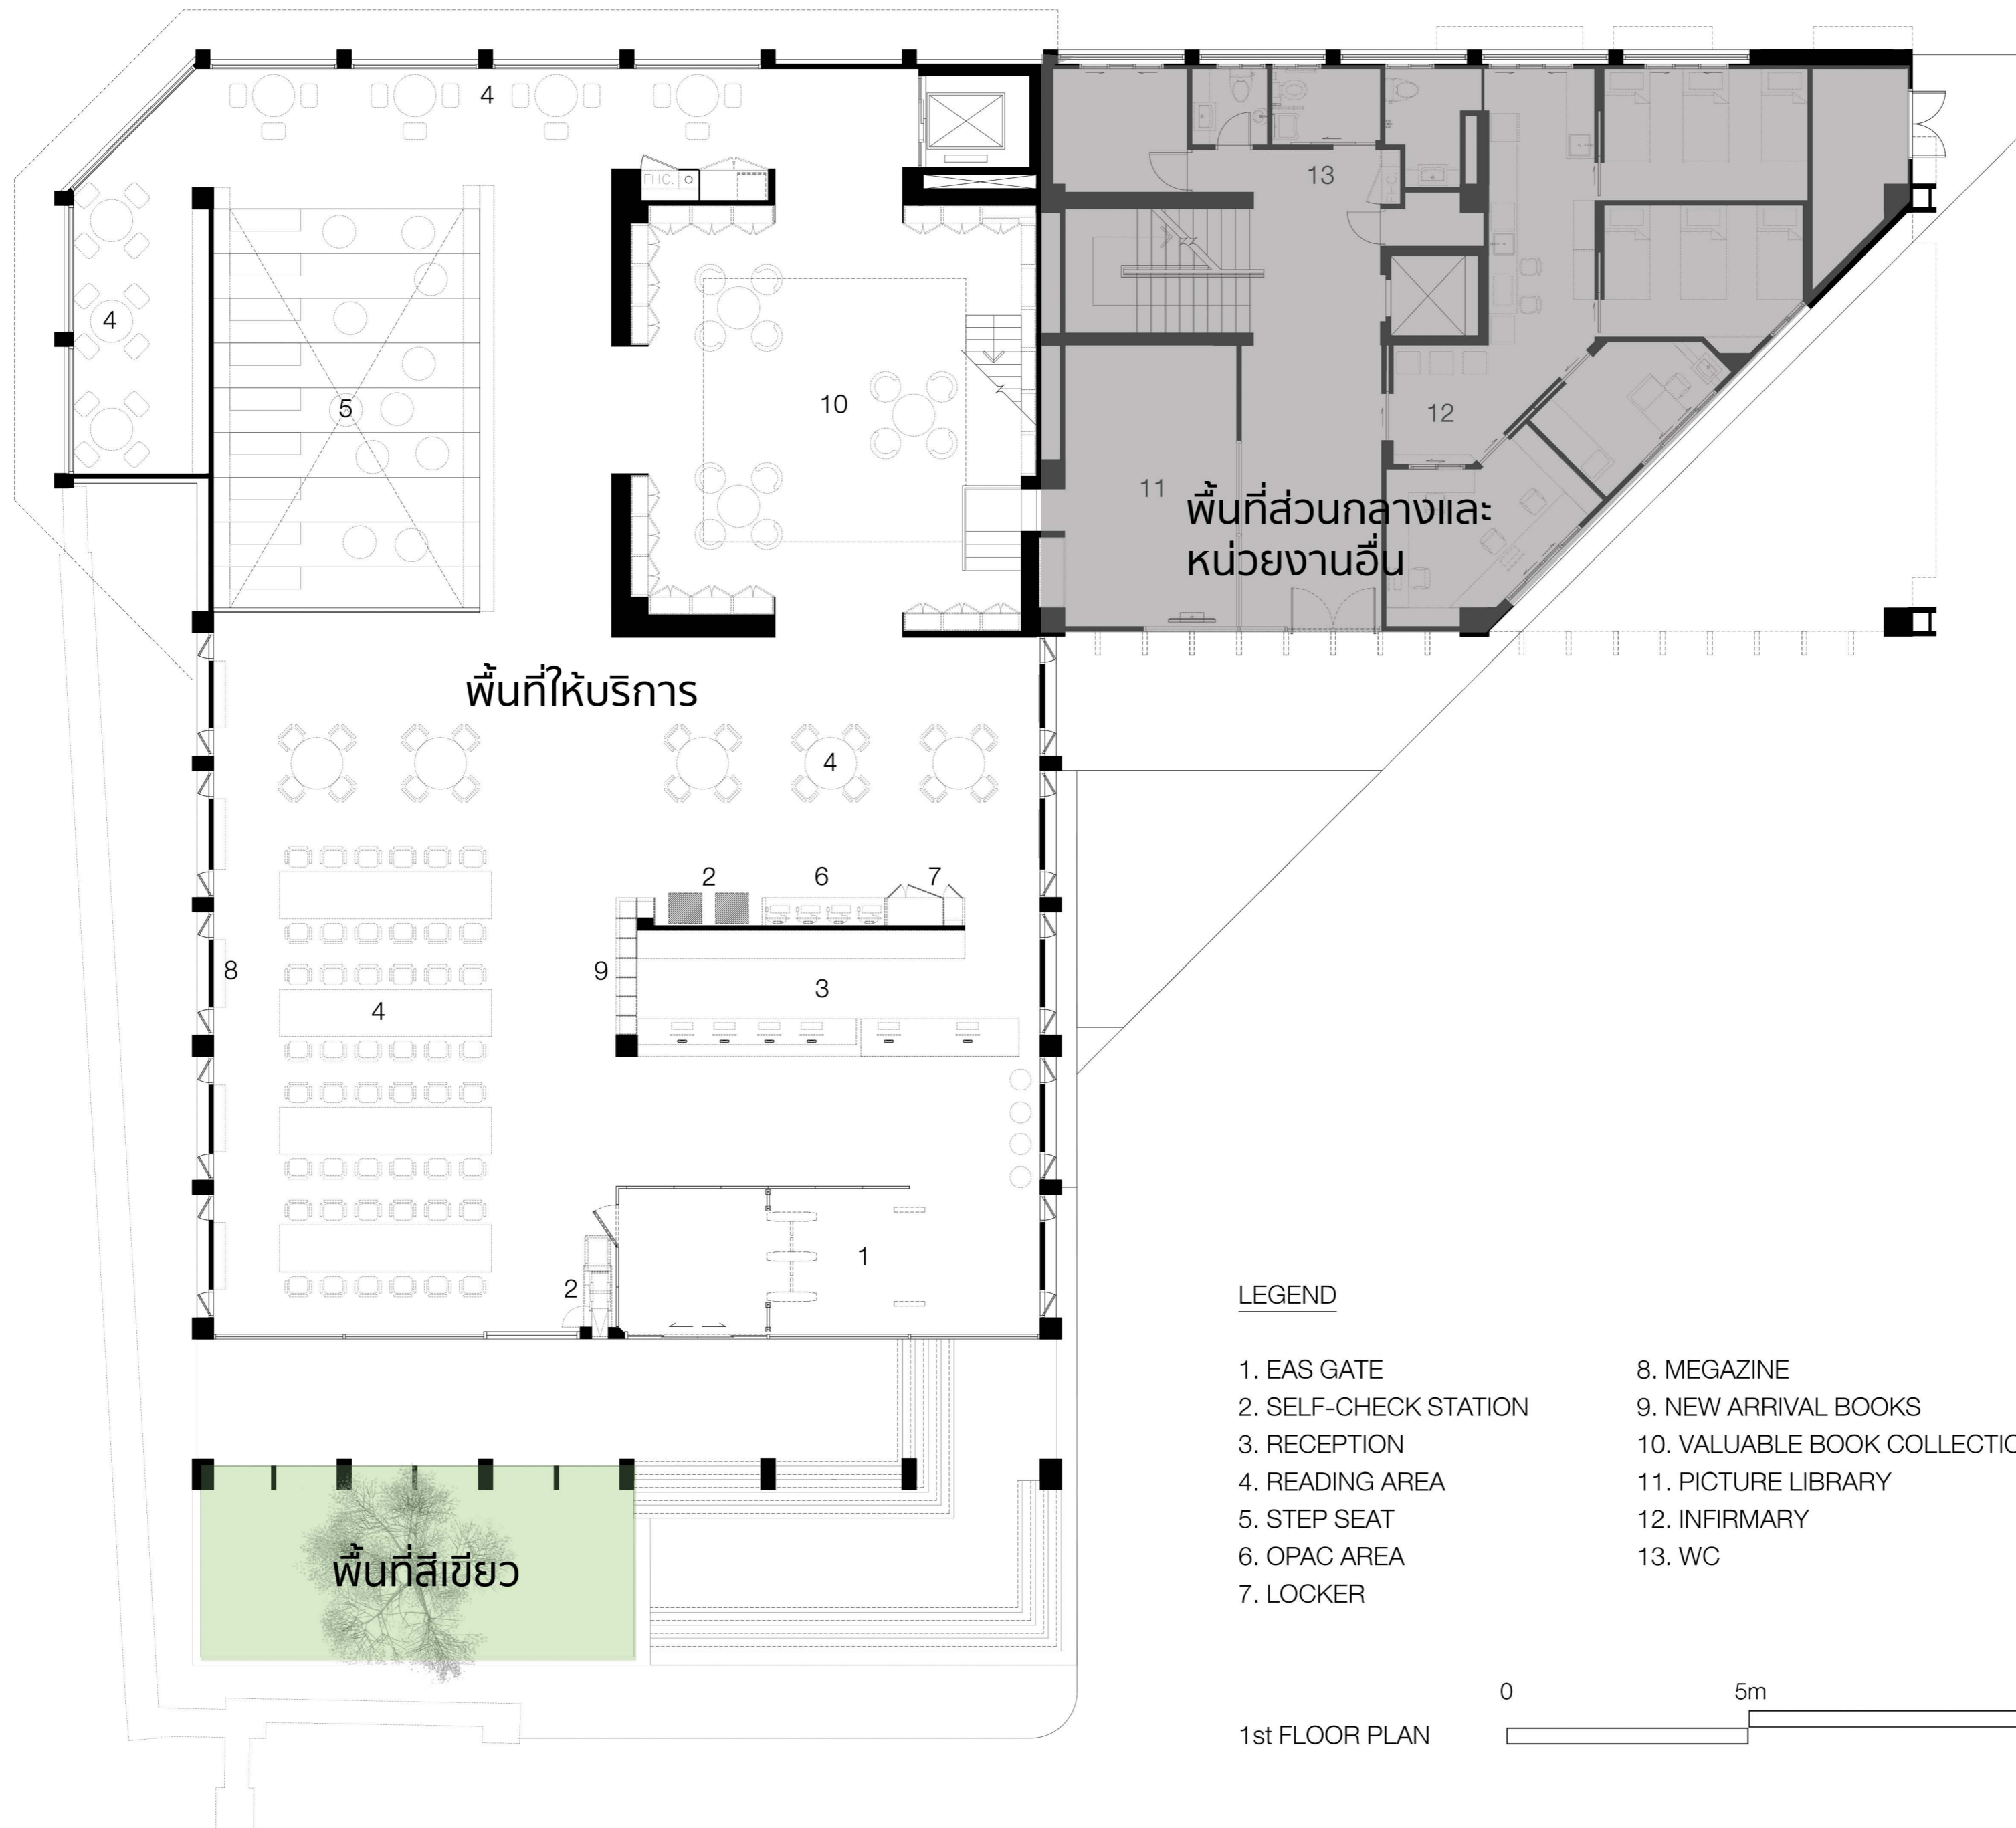 4
FHC.
13
FHC.
4
5
10
12
11
พื้นที่ส่วนกลางและ
หน่วยงานอื่น
พื้นที่ให้บริการ
4
2
6
7
8
9
3
4
1
2
LEGEND
1. EAS GATE
2. SELF-CHECK STATION
3. RECEPTION
4. READING AREA
5. STEP SEAT
6. OPAC AREA
7. LOCKER
8. MEGAZINE
9. NEW ARRIVAL BOOKS
10. VALUABLE BOOK COLLECTIO
11. PICTURE LIBRARY
12. INFIRMARY
13. WC
พื้นที่สีเขียว
0
5m
1st FLOOR PLAN